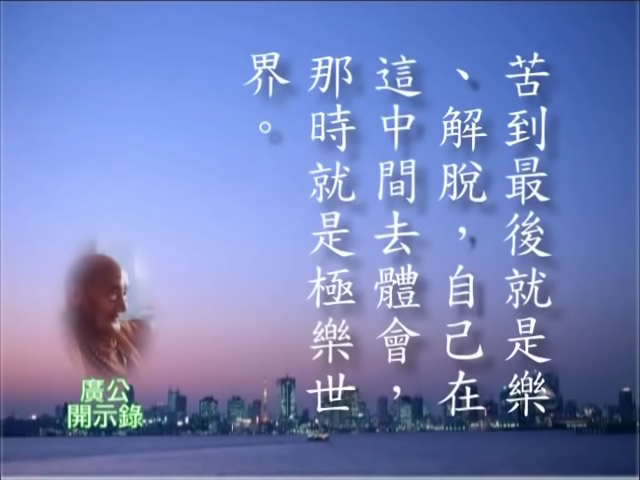 苦到最後就是樂
、解脫，自己在
這中間去體會，
那時就是極樂世
界。
廣公
開示錄